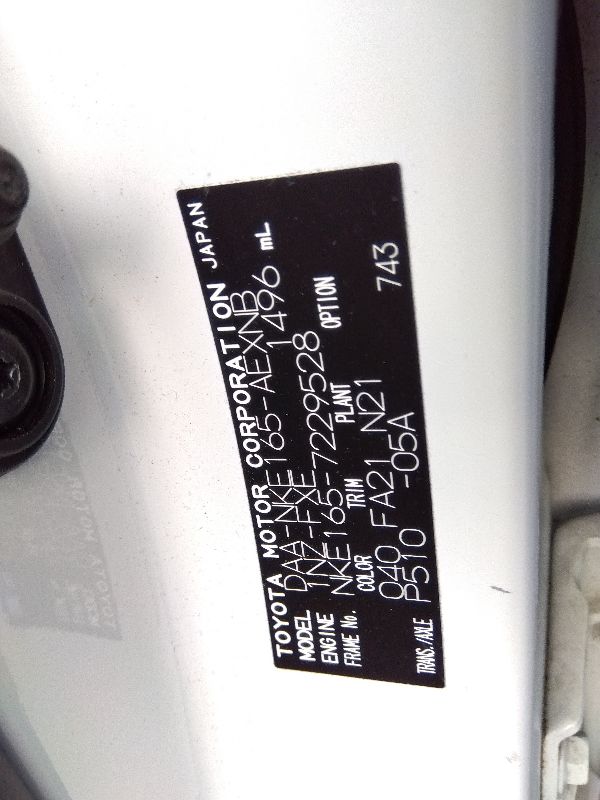 TOYOTA MOTOR CORPORATION JAPAN
MODEL DAA-NKE165-AEXNB
ENGINE 1NZ-FXE 1496 mL
FRAME No. NKE165-7229528
COLOR TRIM PLANT OPTION
040 FA21 N21
TRANS./AXLE P510 -05A 743